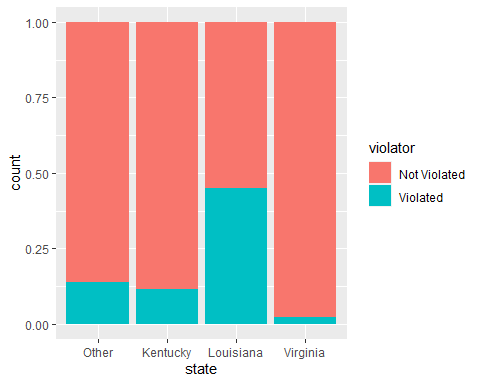 1.00
0.75
0.50
0.25
0.00
count
Other Kentucky Louisiana Virginia
state
violator
Not Violated
Violated